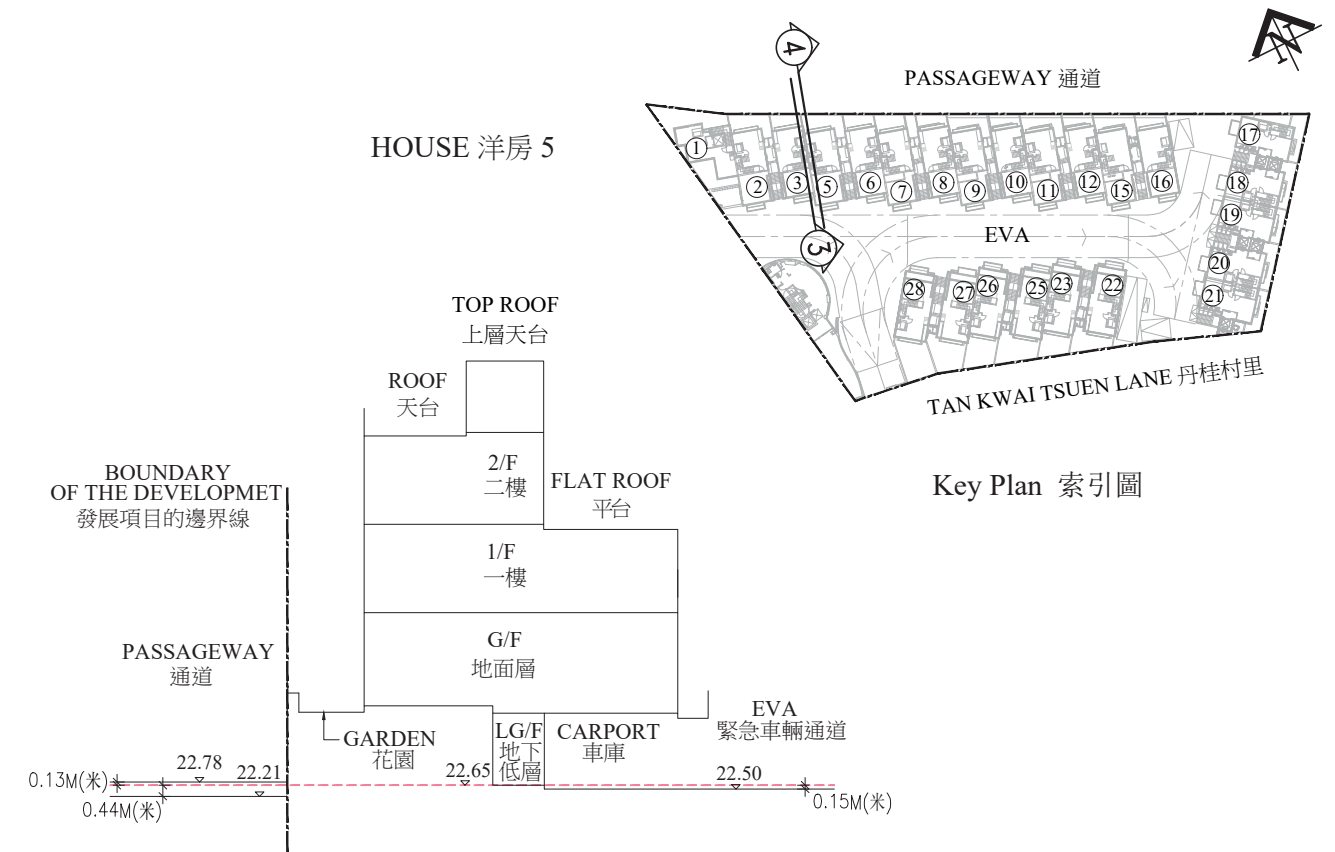 HOUSE 洋房 5
PASSAGEWAY 通道
4
3
N
1
2
3
5
6
7
8
9
10
11
12
15
16
17
18
19
20
21
EVA
28
27
26
25
23
22
TAN KWAI TSUEN LANE 丹桂村里
Key Plan 索引圖
TOP ROOF
上層天台
ROOF
天台
2/F
二樓
FLAT ROOF
平台
BOUNDARY
OF THE DEVELOPMET
發展項目的邊界線
1/F
一樓
G/F
地面層
PASSAGEWAY
通道
GARDEN
花園
LG/F
地下
低層
CARPORT
車庫
EVA
緊急車輛通道
22.78
22.21
22.65
22.50
0.13M(米)
0.44M(米)
0.15M(米)